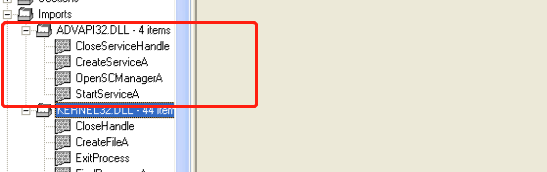 Imports
ADVAPI32.DLL - 4 items
CloseServiceHandle
CreateServiceA
OpenSCManagerA
StartServiceA
KERNEL32.DLL - 44 item
CloseHandle
CreateFileA
ExitProcess